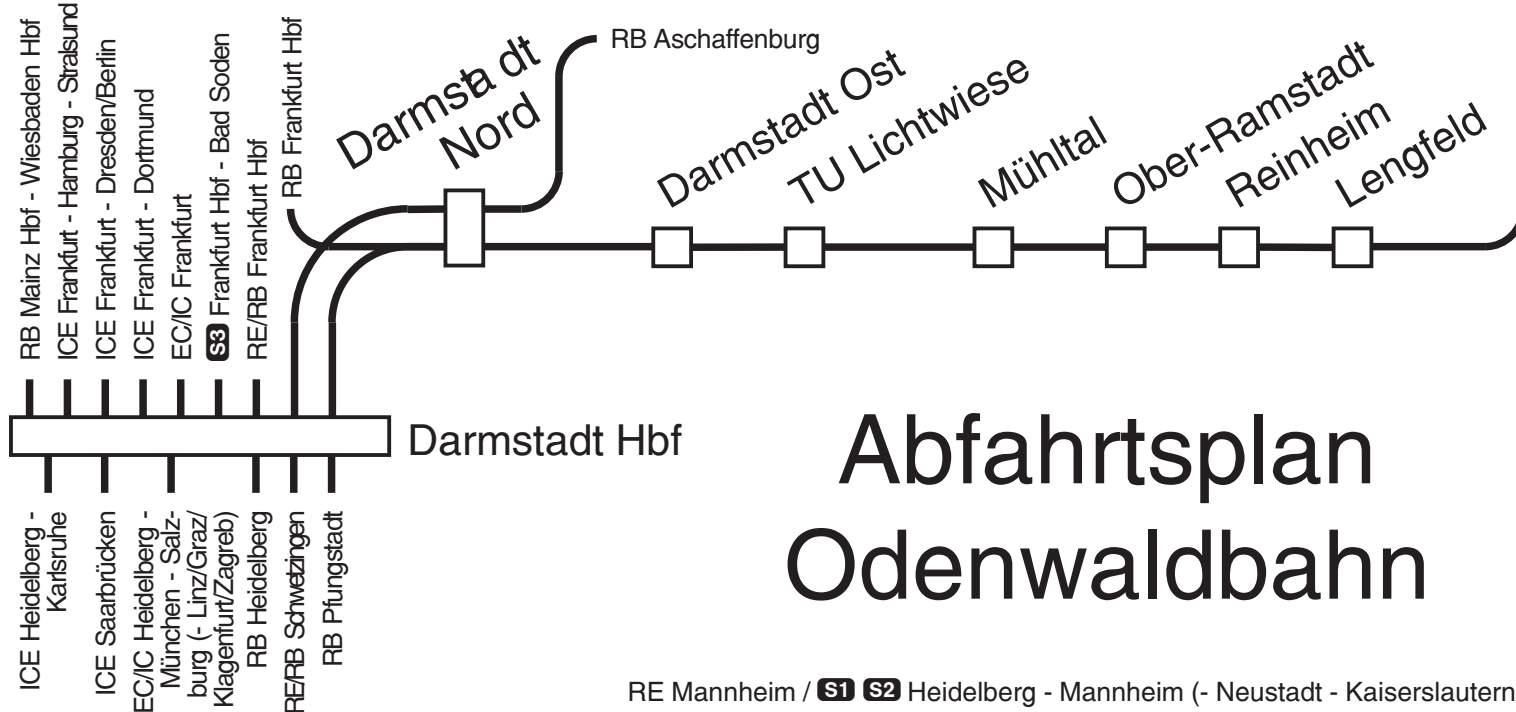 RB Mainz Hbf - Wiesbaden Hbf
ICE Frankfurt - Hamburg - Stralsund
ICE Frankfurt - Dresden/Berlin
ICE Frankfurt - Dortmund
EC/IC Frankfurt
S3 Frankfurt Hbf - Bad Soden
RE/RB Frankfurt Hbf
RB Frankfurt Hbf
Darmstadt
Nord
RB Aschaffenburg
Darmstadt Ost
TU Lichtwiese
Mühltal
Ober-Ramstadt
Reinheim
Lengfeld
Darmstadt Hbf
ICE Heidelberg -
Karlsruhe
ICE Saarbrücken
EC/IC Heidelberg -
München - Salz-
burg (- Linz/Graz/
Klagenfurt/Zagreb)
RB Heidelberg
RE/RB Schwetzingen
RB Pfungstadt
Abfahrtsplan
Odenwaldbahn
RE Mannheim / S1 S2 Heidelberg - Mannheim (- Neustadt - Kaiserslautern